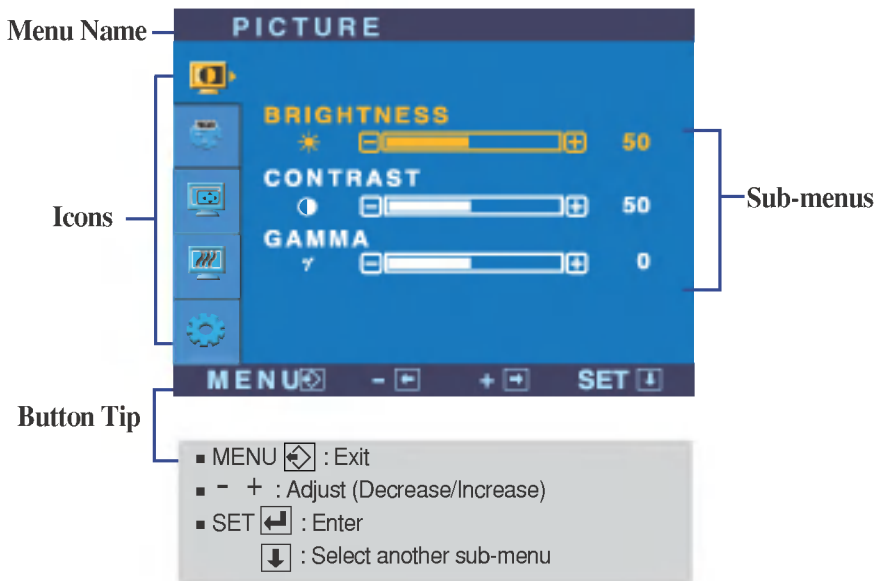 Menu Name
PICTURE
BRIGHTNESS
50
CONTRAST
50
GAMMA
γ
0
Icons
Sub-menus
MENU - + SET
Button Tip
■ MENU : Exit
■ - + : Adjust (Decrease/Increase)
■ SET : Enter
: Select another sub-menu